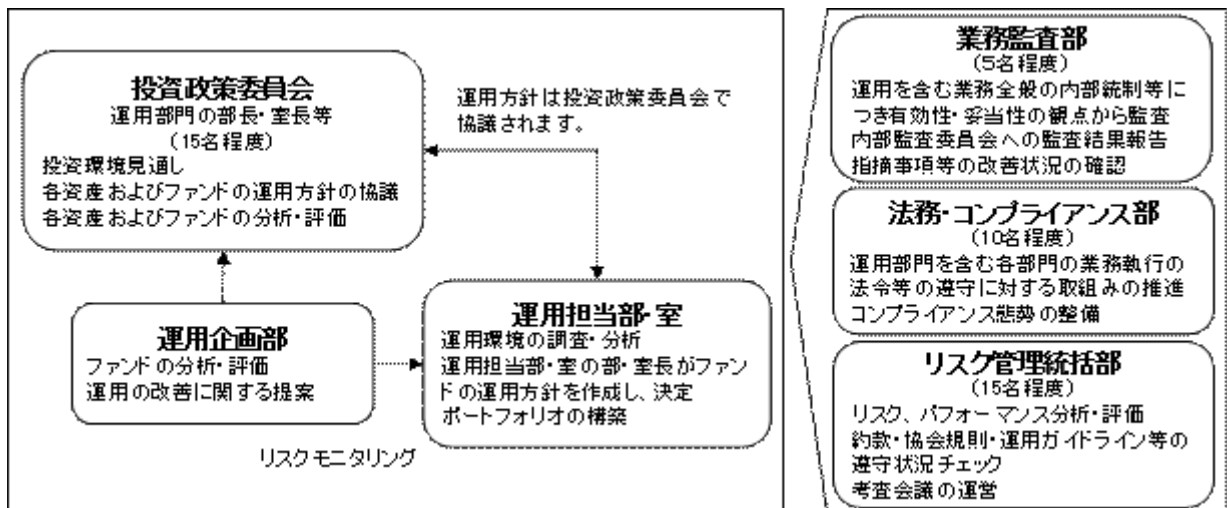 投資政策委員会
運用部門の部長・室長等
(15名程度)
投資環境見通し
各資産およびファンドの運用方針の協議
各資産およびファンドの分析・評価
運用方針は投資政策委員会で
協議されます。
運用企画部
ファンドの分析・評価
運用の改善に関する提案
運用担当部・室
運用環境の調査・分析
運用担当部・室の部・室長がファン
ドの運用方針を作成し、決定
ポートフォリオの構築
リスクモニタリング
業務監査部
(5名程度)
運用を含む業務全般の内部統制等に
つき有効性・妥当性の観点から監査
内部監査委員会への監査結果報告
指摘事項等の改善状況の確認
法務・コンプライアンス部
(10名程度)
運用部門を含む各部門の業務執行の
法令等の遵守に対する取組みの推進
コンプライアンス態勢の整備
リスク管理統括部
(15名程度)
リスク、パフォーマンス分析・評価
約款・協会規則・運用ガイドライン等の
遵守状況チェック
考査会議の運営